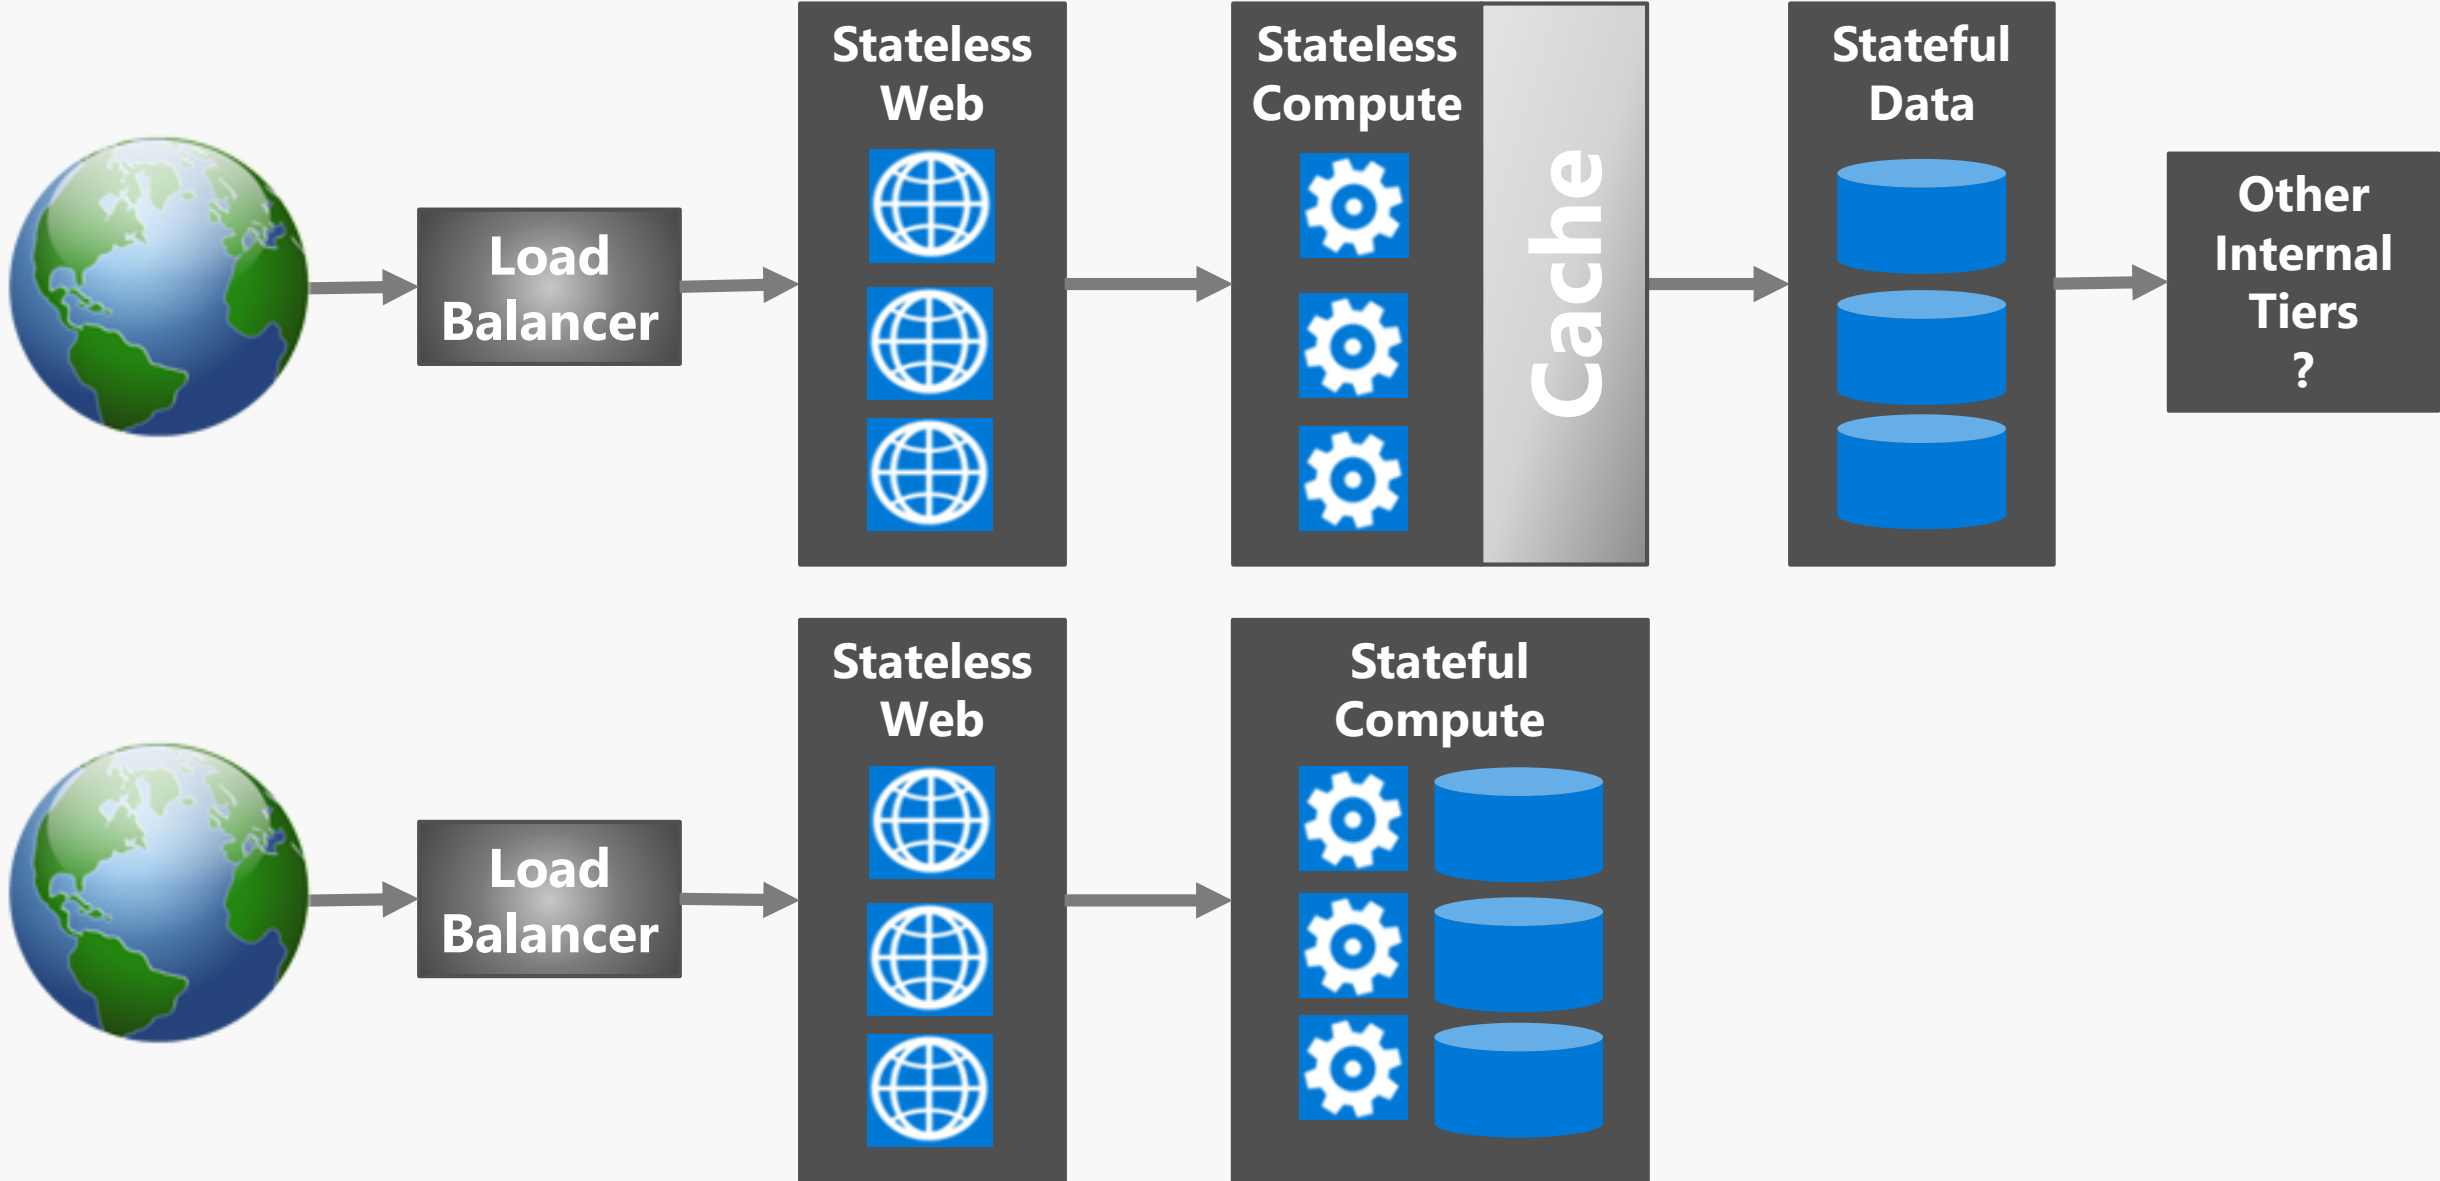 Load
Balancer
Stateless
Web
Stateless
Compute
Cache
Stateful
Data
Other
Internal
Tiers
?
Load
Balancer
Stateless
Web
Stateful
Compute